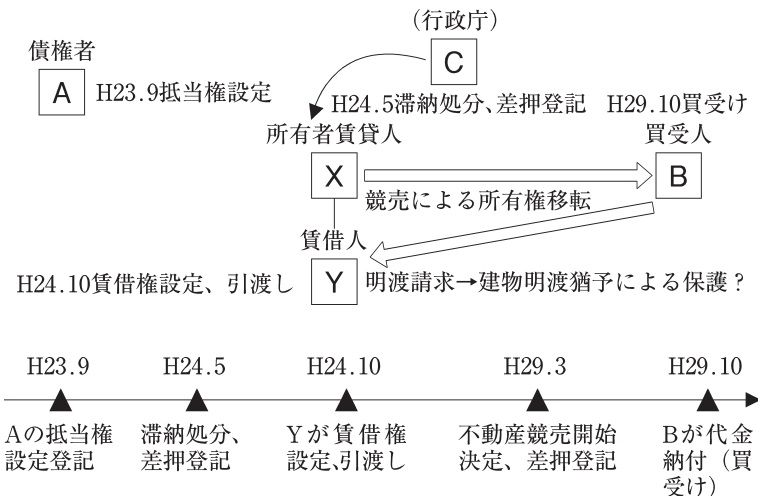 (行政庁)
債権者
C
A
H23.9抵当権設定
H24.5滞納処分、差押登記
H29.10買受け
所有者賃貸人
買受人
X
B
競売による所有権移転
賃借人
H24.10賃借権設定、引渡し
Y
明渡請求→建物明渡猶予による保護?
H23.9
H24.5
H24.10
H29.3
H29.10
Aの抵当権
設定登記
滞納処分、
差押登記
Yが賃借権
設定、引渡し
不動産競売開始
決定、差押登記
Bが代金
納付(買
受け)